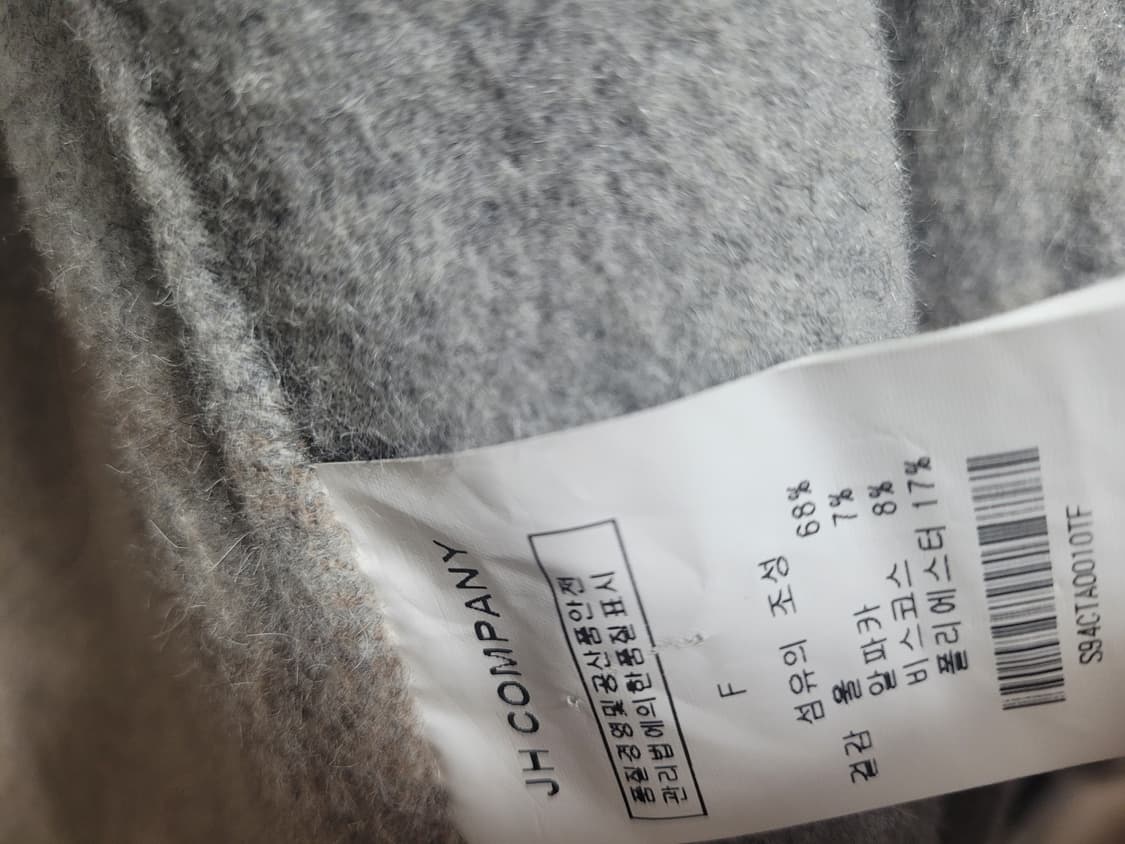 JH COMPANY
품질경영및공산품안전
관리법에의한품질표시
F
섬유의 조성
겉감 울 68%
알파카 7%
비스코스 8%
폴리에스터 17%
S94CTA0010TF